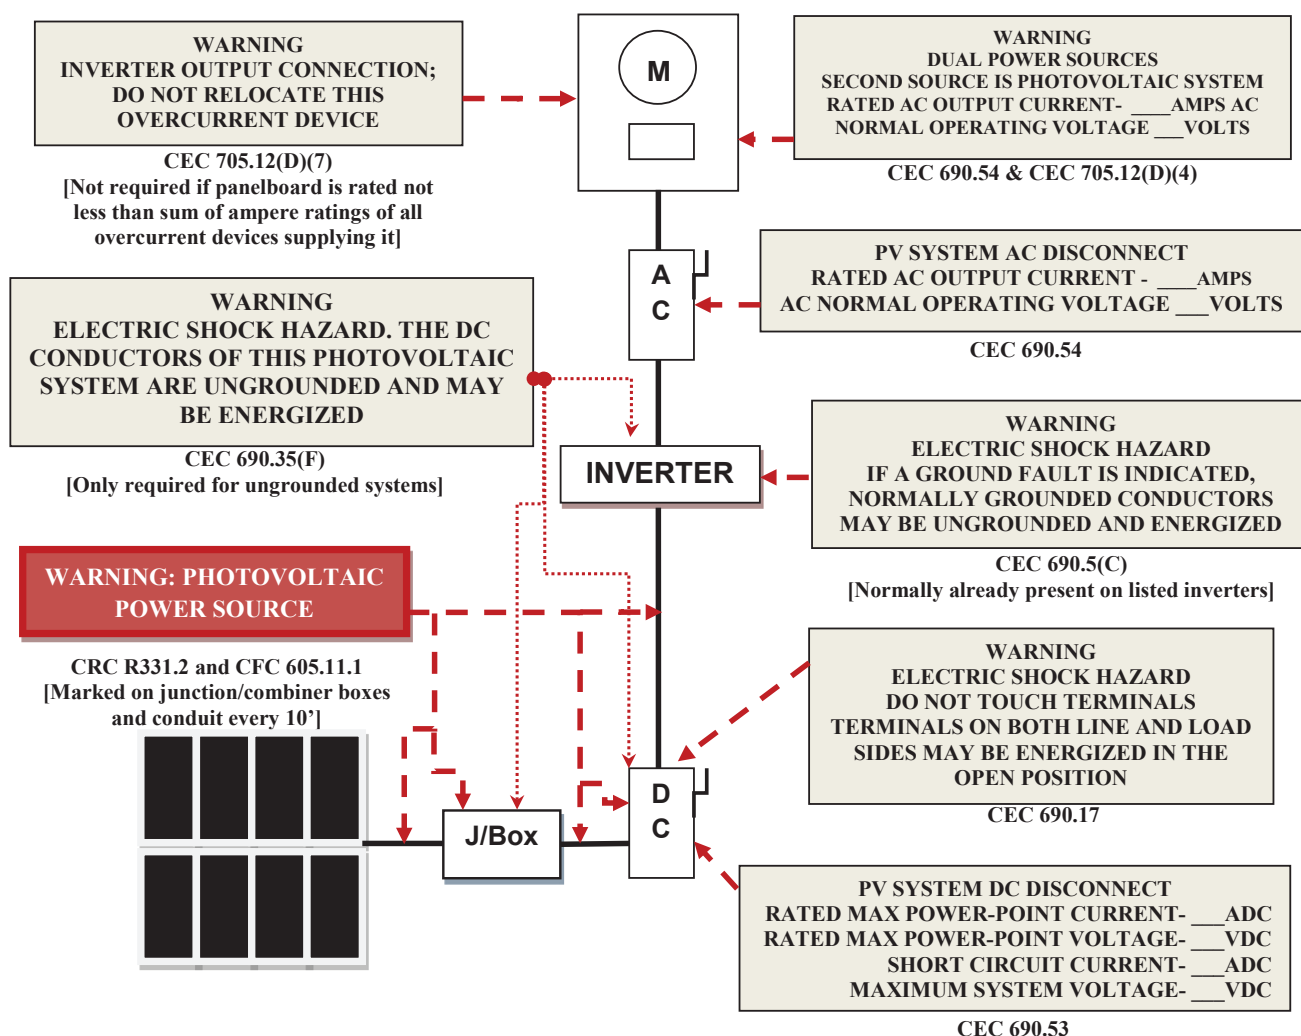 WARNING
INVERTER OUTPUT CONNECTION;
DO NOT RELOCATE THIS
OVERCURRENT DEVICE
CEC 705.12(D)(7)
[Not required if panelboard is rated not
less than sum of ampere ratings of all
overcurrent devices supplying it]
M
WARNING
DUAL POWER SOURCES
SECOND SOURCE IS PHOTOVOLTAIC SYSTEM
RATED AC OUTPUT CURRENT- ____AMPS AC
NORMAL OPERATING VOLTAGE ___VOLTS
CEC 690.54 & CEC 705.12(D)(4)
A
C
PV SYSTEM AC DISCONNECT
RATED AC OUTPUT CURRENT - ____AMPS
AC NORMAL OPERATING VOLTAGE ___VOLTS
CEC 690.54
WARNING
ELECTRIC SHOCK HAZARD. THE DC
CONDUCTORS OF THIS PHOTOVOLTAIC
SYSTEM ARE UNGROUNDED AND MAY
BE ENERGIZED
CEC 690.35(F)
[Only required for ungrounded systems]
INVERTER
WARNING
ELECTRIC SHOCK HAZARD
IF A GROUND FAULT IS INDICATED,
NORMALLY GROUNDED CONDUCTORS
MAY BE UNGROUNDED AND ENERGIZED
CEC 690.5(C)
[Normally already present on listed inverters]
WARNING: PHOTOVOLTAIC
POWER SOURCE
CRC R331.2 and CFC 605.11.1
[Marked on junction/combiner boxes
and conduit every 10’]
WARNING
ELECTRIC SHOCK HAZARD
DO NOT TOUCH TERMINALS
TERMINALS ON BOTH LINE AND LOAD
SIDES MAY BE ENERGIZED IN THE
OPEN POSITION
CEC 690.17
J/Box
D
C
PV SYSTEM DC DISCONNECT
RATED MAX POWER-POINT CURRENT- ___ADC
RATED MAX POWER-POINT VOLTAGE- ___VDC
SHORT CIRCUIT CURRENT- ___ADC
MAXIMUM SYSTEM VOLTAGE- ___VDC
CEC 690.53